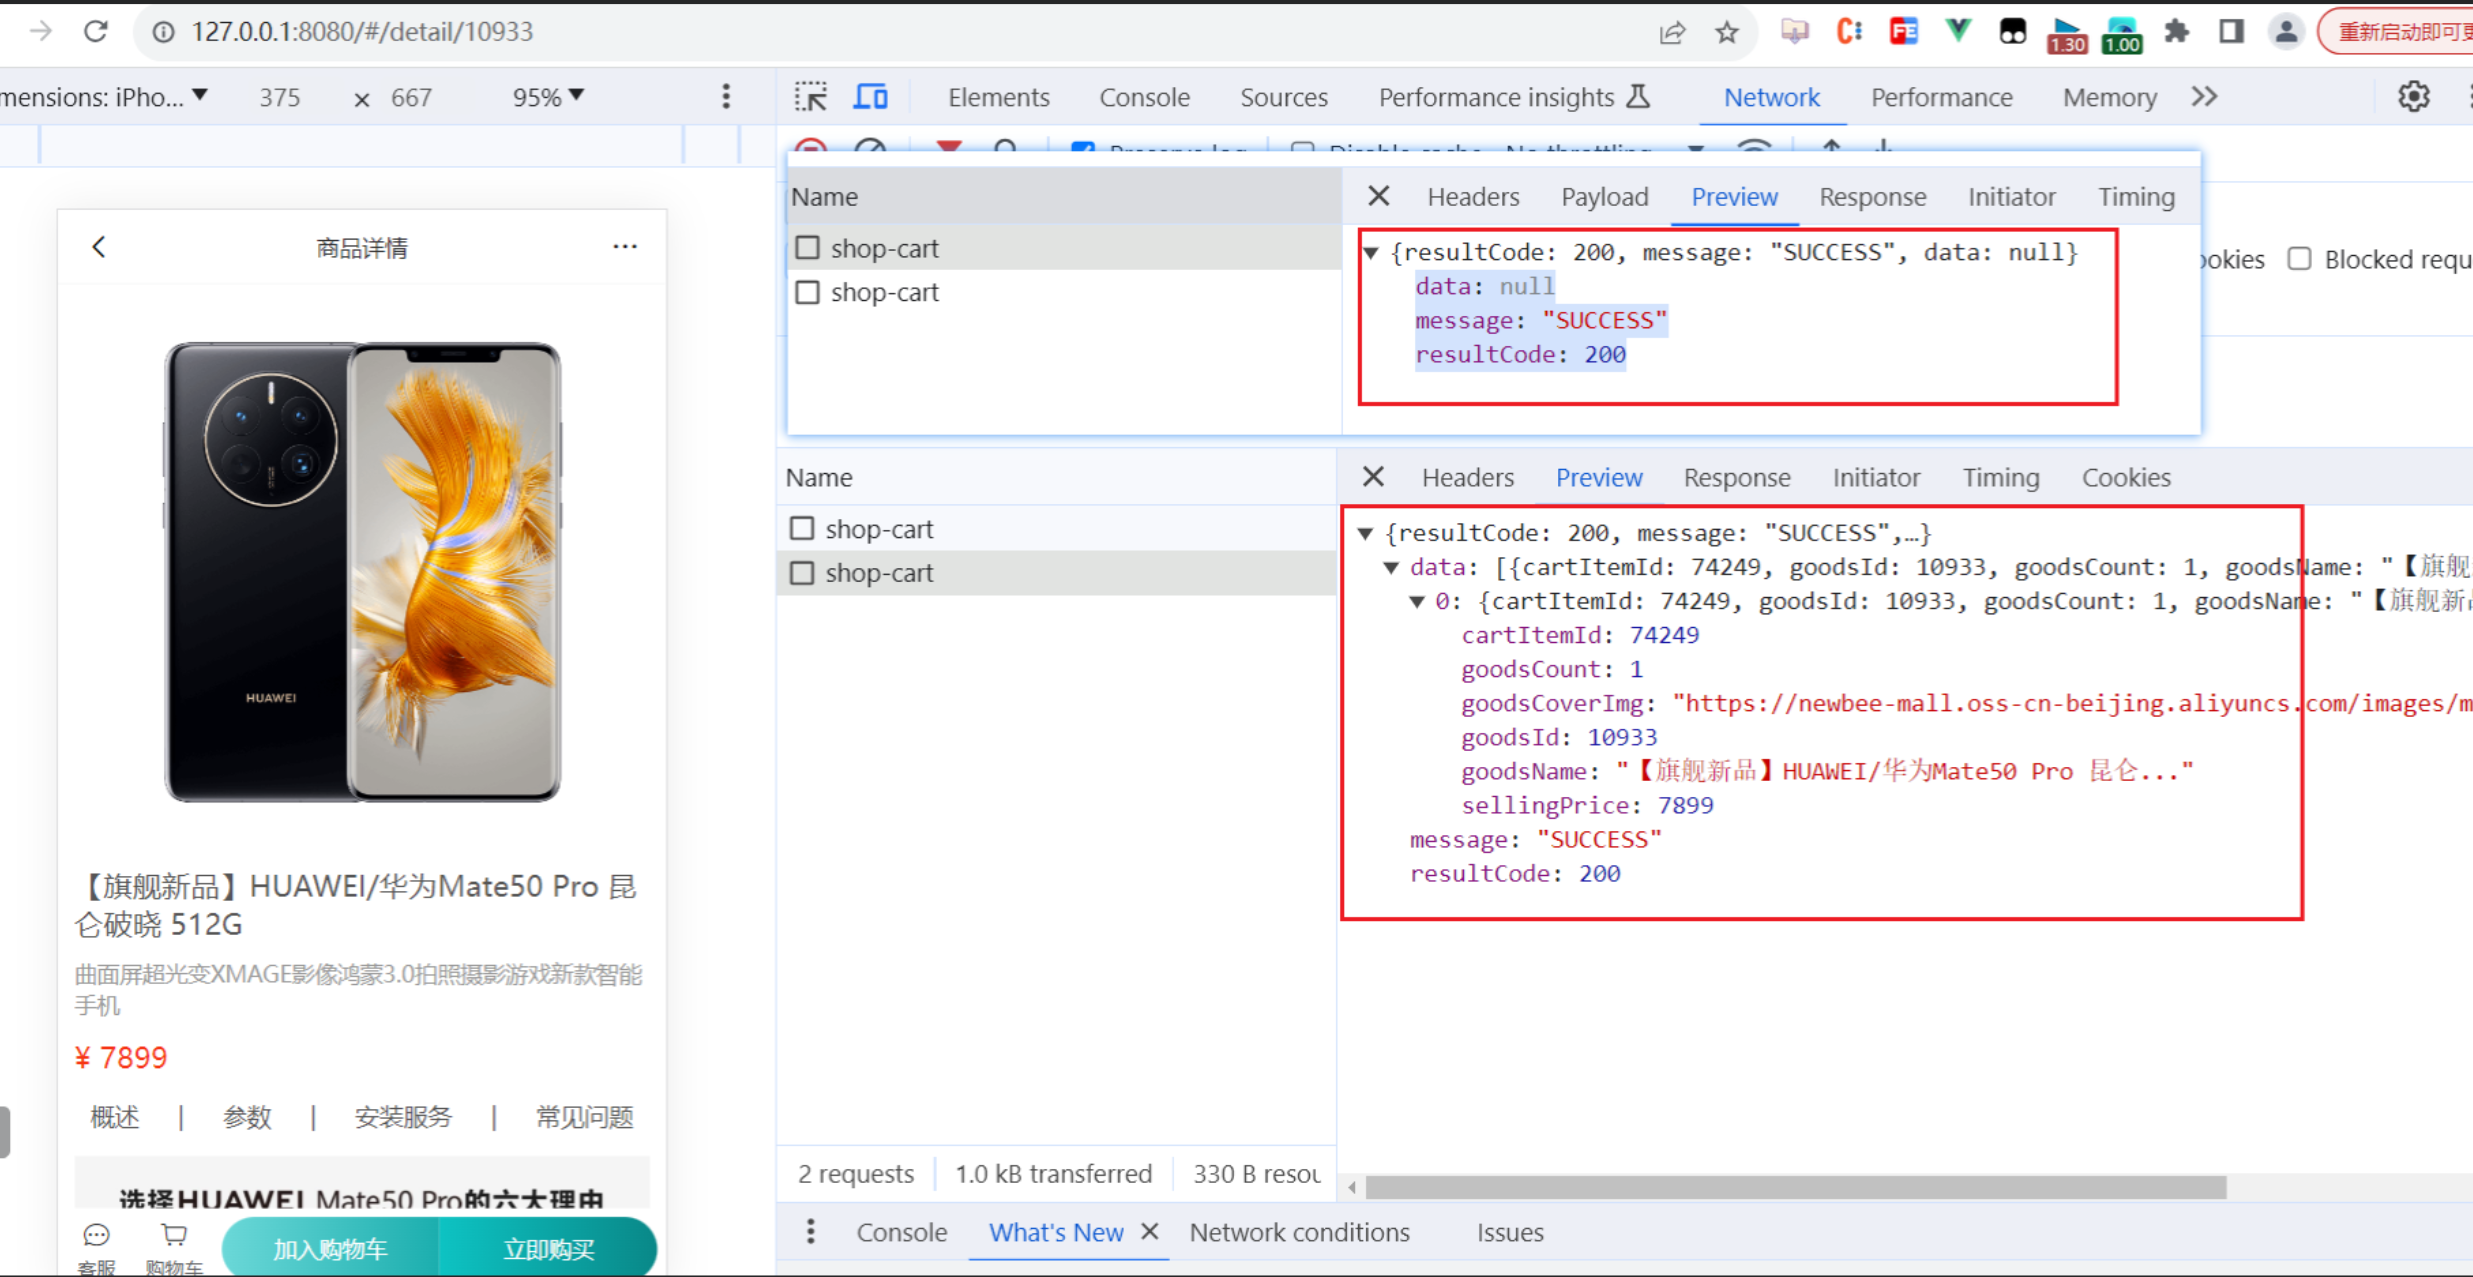 127.0.0.1:8080/#/detail/10933
1.30
1.00
重新启动即可更
mensions: iPho... ▼ 375 × 667 95% ▼
Elements Console Sources Performance insights Network Performance Memory
Preserve log Disable cache No throttling
Name
Headers Payload Preview Response Initiator Timing
shop-cart
shop-cart
▼ {resultCode: 200, message: "SUCCESS", data: null}
data: null
message: "SUCCESS"
resultCode: 200
ookies Blocked requ
Name
Headers Preview Response Initiator Timing Cookies
shop-cart
shop-cart
▼ {resultCode: 200, message: "SUCCESS",…}
▼ data: [{cartItemId: 74249, goodsId: 10933, goodsCount: 1, goodsName: "【旗舰
▼ 0: {cartItemId: 74249, goodsId: 10933, goodsCount: 1, goodsName: "【旗舰新
cartItemId: 74249
goodsCount: 1
goodsCoverImg: "https://newbee-mall.oss-cn-beijing.aliyuncs.com/images/m
goodsId: 10933
goodsName: "【旗舰新品】HUAWEI/华为Mate50 Pro 昆仑..."
sellingPrice: 7899
message: "SUCCESS"
resultCode: 200
2 requests 1.0 kB transferred 330 B resou
Console What's New Network conditions Issues
商品详情 ...
HUAWEI
【旗舰新品】HUAWEI/华为Mate50 Pro 昆
仑破晓 512G
曲面屏超光变XMAGE影像鸿蒙3.0拍照摄影游戏新款智能
手机
¥ 7899
概述 | 参数 | 安装服务 | 常见问题
选择HUAWEI Mate50 Pro的六大理由
客服 购物车 加入购物车 立即购买